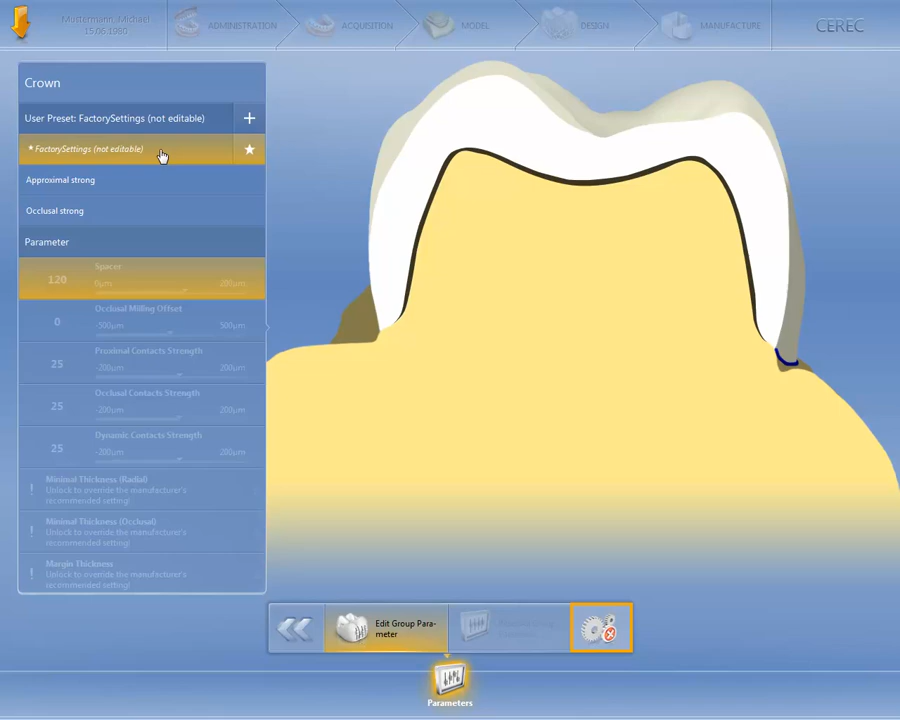 Mustermann, Michael
15.06.1980
ADMINISTRATION
ACQUISITION
MODEL
DESIGN
MANUFACTURE
CEREC
Crown
User Preset: FactorySettings (not editable)
* FactorySettings (not editable)
Approximal strong
Occlusal strong
Parameter
Spacer
120
0µm 200µm
Occlusal Milling Offset
0
-500µm 500µm
Proximal Contacts Strength
25
-200µm 200µm
Occlusal Contacts Strength
25
-200µm 200µm
Dynamic Contacts Strength
25
-200µm 200µm
Minimal Thickness (Radial)
Unlock to override the manufacturer's
recommended setting!
Minimal Thickness (Occlusal)
Unlock to override the manufacturer's
recommended setting!
Margin Thickness
Unlock to override the manufacturer's
recommended setting!
Edit Group Para-
meter
Parameters